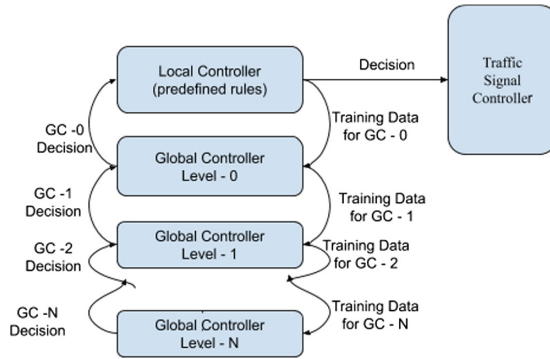 Local Controller
(predefined rules)
Decision
Traffic
Signal
Controller
GC -0
Decision
Training Data
for GC - 0
Global Controller
Level - 0
GC -1
Decision
Training Data
for GC - 1
Global Controller
Level - 1
GC -2
Decision
Training Data
for GC - 2
GC -N
Decision
Training Data
for GC - N
Global Controller
Level - N